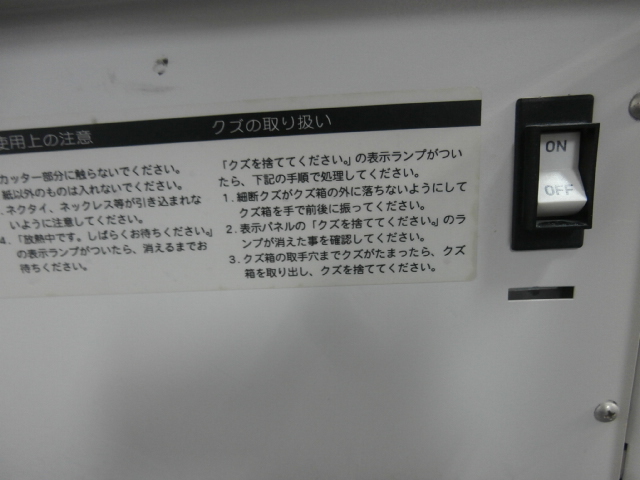 使用上の注意
カッター部分に触らないでください。
紙以外のものは入れないでください。
.ネクタイ、ネックレス等が引き込まれな
いように注意してください。
4.「放熱中です。しばらくお待ちください。」
の表示ランプがついたら、消えるまでお
待ちください。
クズの取り扱い
「クズを捨ててください。」の表示ランプがつい
たら、下記の手順で処理してください。
1.細断クズがクズ箱の外に落ちないようにして
クズ箱を手で前後に振ってください。
2.表示パネルの「クズを捨ててください。」のラ
ンプが消えた事を確認してください。
3.クズ箱の取手穴までクズがたまったら、クズ
箱を取り出し、クズを捨ててください。
ON
OFF